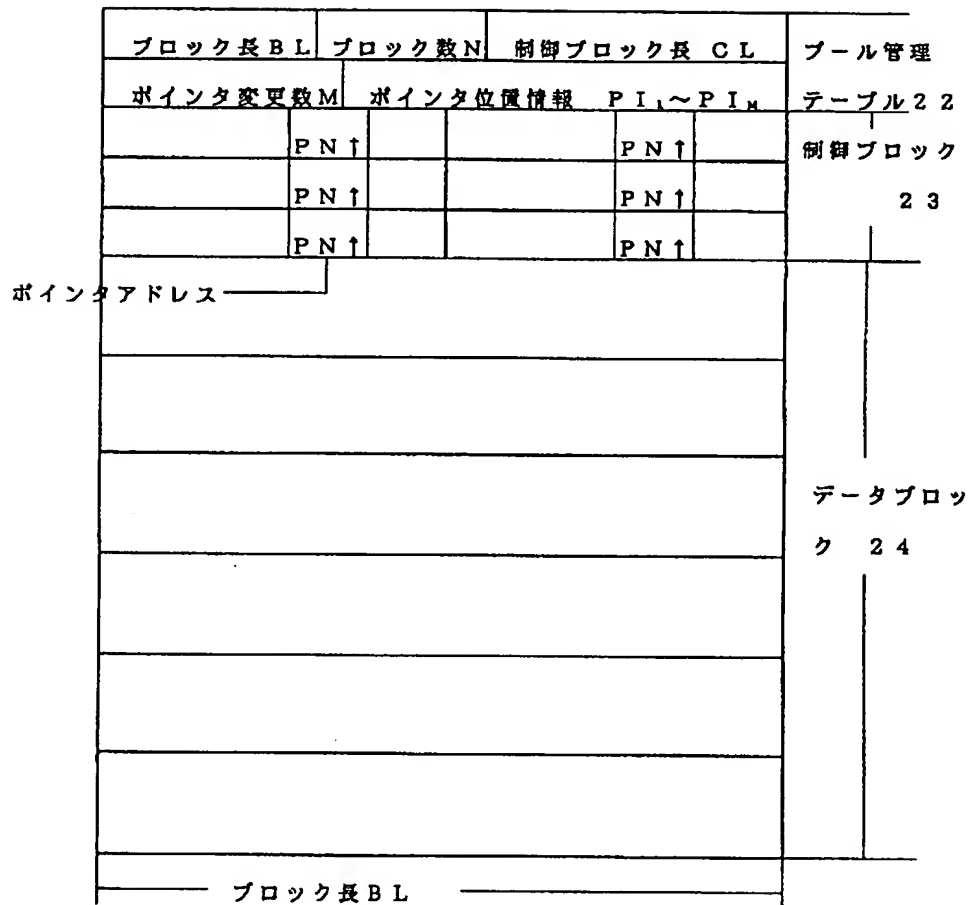 ブロック長BL ブロック数N 制御ブロック長 CL プール管理
ポインタ変更数M ポインタ位置情報 PI₁~PIM テーブル22
PN↑ PN↑ 制御ブロック
PN↑ PN↑ 23
PN↑ PN↑
ポインタアドレス
データブロッ
ク 24
ブロック長BL